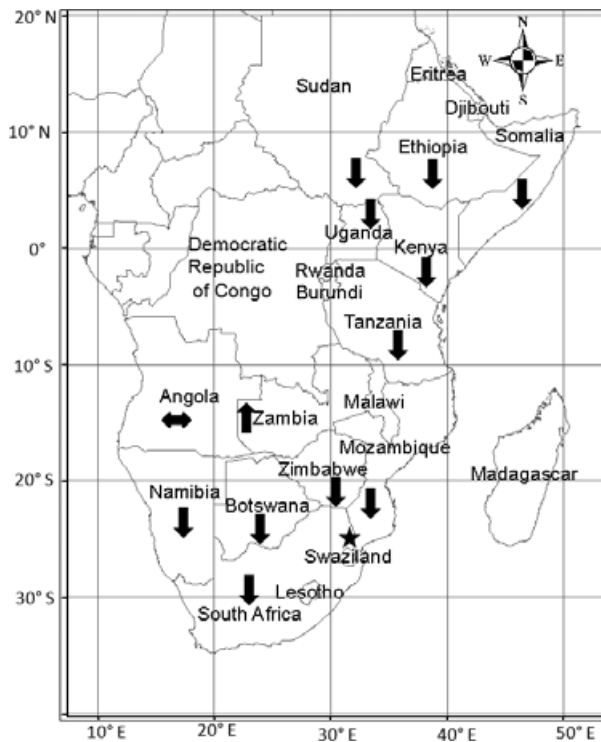 20° N
N
W
E
S
Eritrea
Sudan
Djibouti
10° N
Somalia
Ethiopia
Uganda
0°
Kenya
Democratic
Republic
of Congo
Rwanda
Burundi
Tanzania
10° S
Angola
Malawi
Zambia
Mozambique
Zimbabwe
Madagascar
20° S
Namibia
Botswana
Swaziland
30° S
Lesotho
South Africa
10° E
20° E
30° E
40° E
50° E